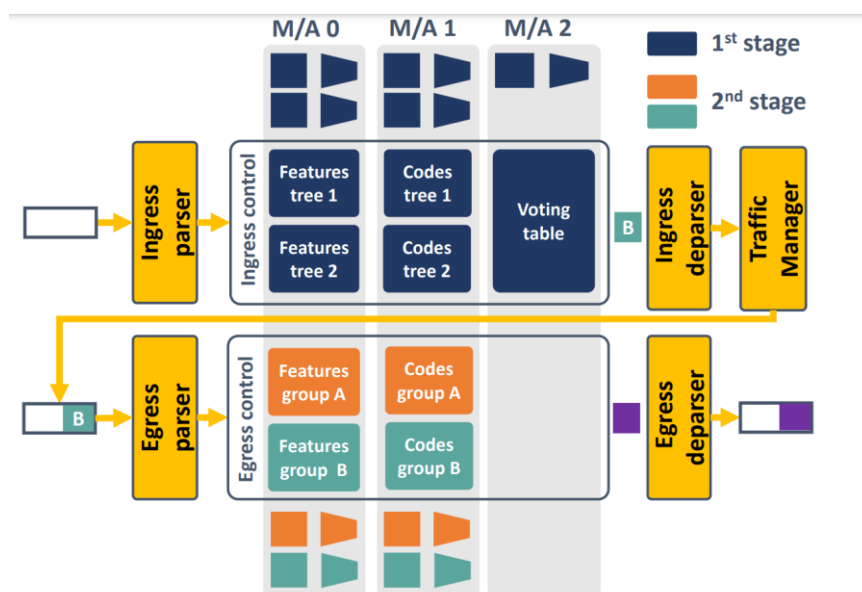 M/A 0
M/A 1
M/A 2
1st stage
2nd stage
Ingress
parser
Ingress control
Features
tree 1
Codes
tree 1
Features
tree 2
Codes
tree 2
Voting
table
B
Ingress
deparser
Traffic
Manager
B
Egress
parser
Egress control
Features
group A
Codes
group A
Features
group B
Codes
group B
Egress
deparser